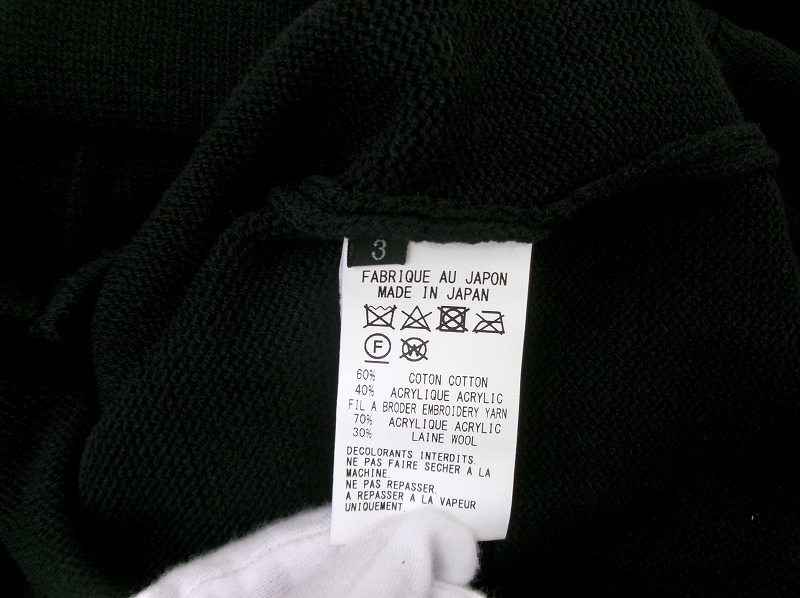 3
FABRIQUE AU JAPON
MADE IN JAPAN
F W
60% COTON COTTON
40% ACRYLIQUE ACRYLIC
FIL A BRODER EMBROIDERY YARN
70% ACRYLIQUE ACRYLIC
30% LAINE WOOL
DECOLORANTS INTERDITS
NE PAS FAIRE SECHER A LA
MACHINE.
NE PAS REPASSER.
A REPASSER A LA VAPEUR
UNIQUEMENT.